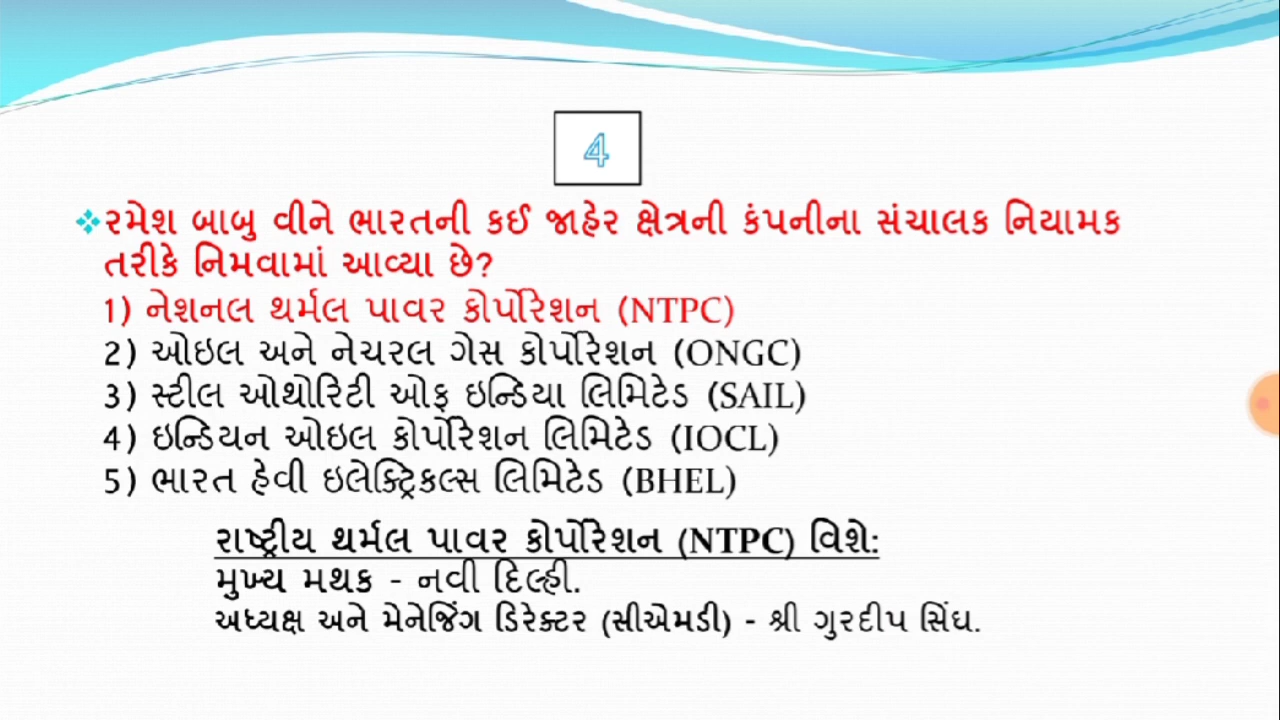 4
રમેશ બાબુ વીને ભારતની કઈ જાહેર ક્ષેત્રની કંપનીના સંચાલક નિયામક
તરીકે નિમવામાં આવ્યા છે?
1) નેશનલ થર્મલ પાવર કોર્પોરેશન (NTPC)
2) ઓઇલ અને નેચરલ ગેસ કોર્પોરેશન (ONGC)
3) સ્ટીલ ઓથોરિટી ઓફ ઇન્ડિયા લિમિટેડ (SAIL)
4) ઇન્ડિયન ઓઇલ કોર્પોરેશન લિમિટેડ (IOCL)
5) ભારત હેવી ઇલેક્ટ્રિકલ્સ લિમિટેડ (BHEL)
રાષ્ટ્રીય થર્મલ પાવર કોર્પોરેશન (NTPC) વિશે:
મુખ્ય મથક - નવી દિલ્હી.
અધ્યક્ષ અને મેનેજિંગ ડિરેક્ટર (સીએમડી) - શ્રી ગુરદીપ સિંઘ.